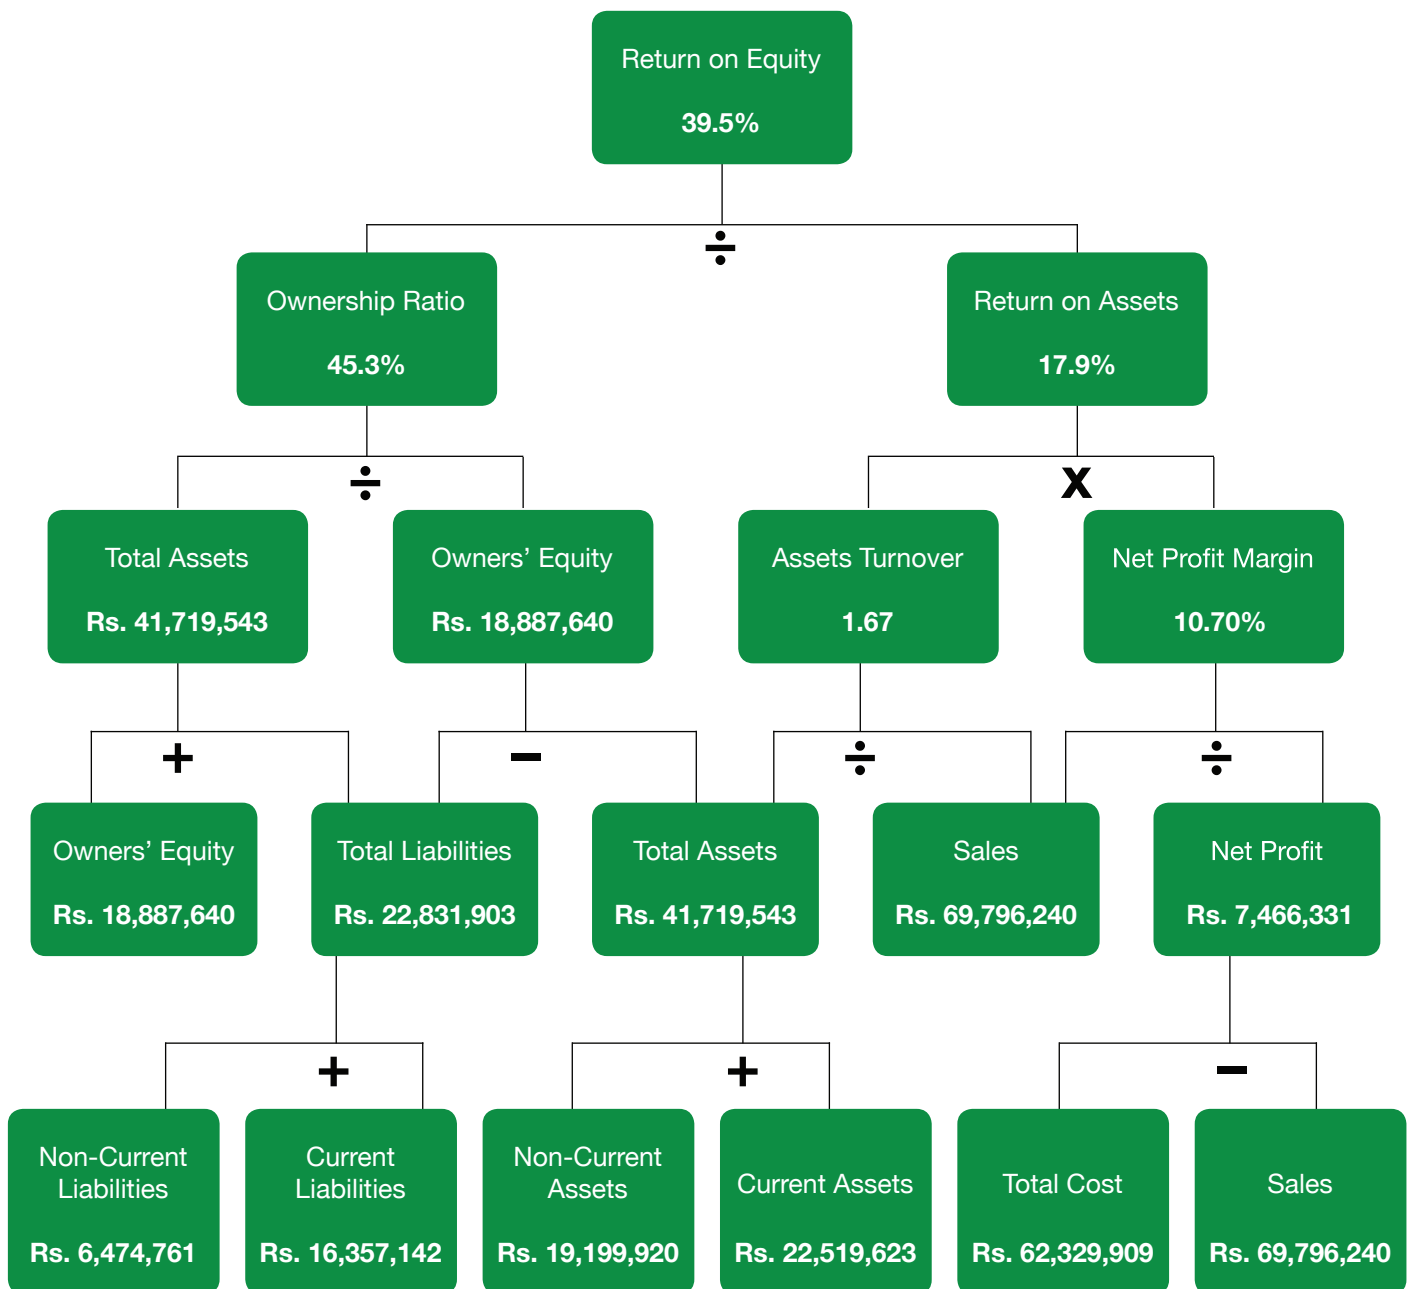 Return on Equity
39.5%
÷
Ownership Ratio
45.3%
Return on Assets
17.9%
÷
x
Total Assets
Rs. 41,719,543
Owners’ Equity
Rs. 18,887,640
Assets Turnover
1.67
Net Profit Margin
10.70%
+
–
÷
÷
Owners’ Equity
Rs. 18,887,640
Total Liabilities
Rs. 22,831,903
Total Assets
Rs. 41,719,543
Sales
Rs. 69,796,240
Net Profit
Rs. 7,466,331
+
+
–
Non-Current
Liabilities
Rs. 6,474,761
Current
Liabilities
Rs. 16,357,142
Non-Current
Assets
Rs. 19,199,920
Current Assets
Rs. 22,519,623
Total Cost
Rs. 62,329,909
Sales
Rs. 69,796,240